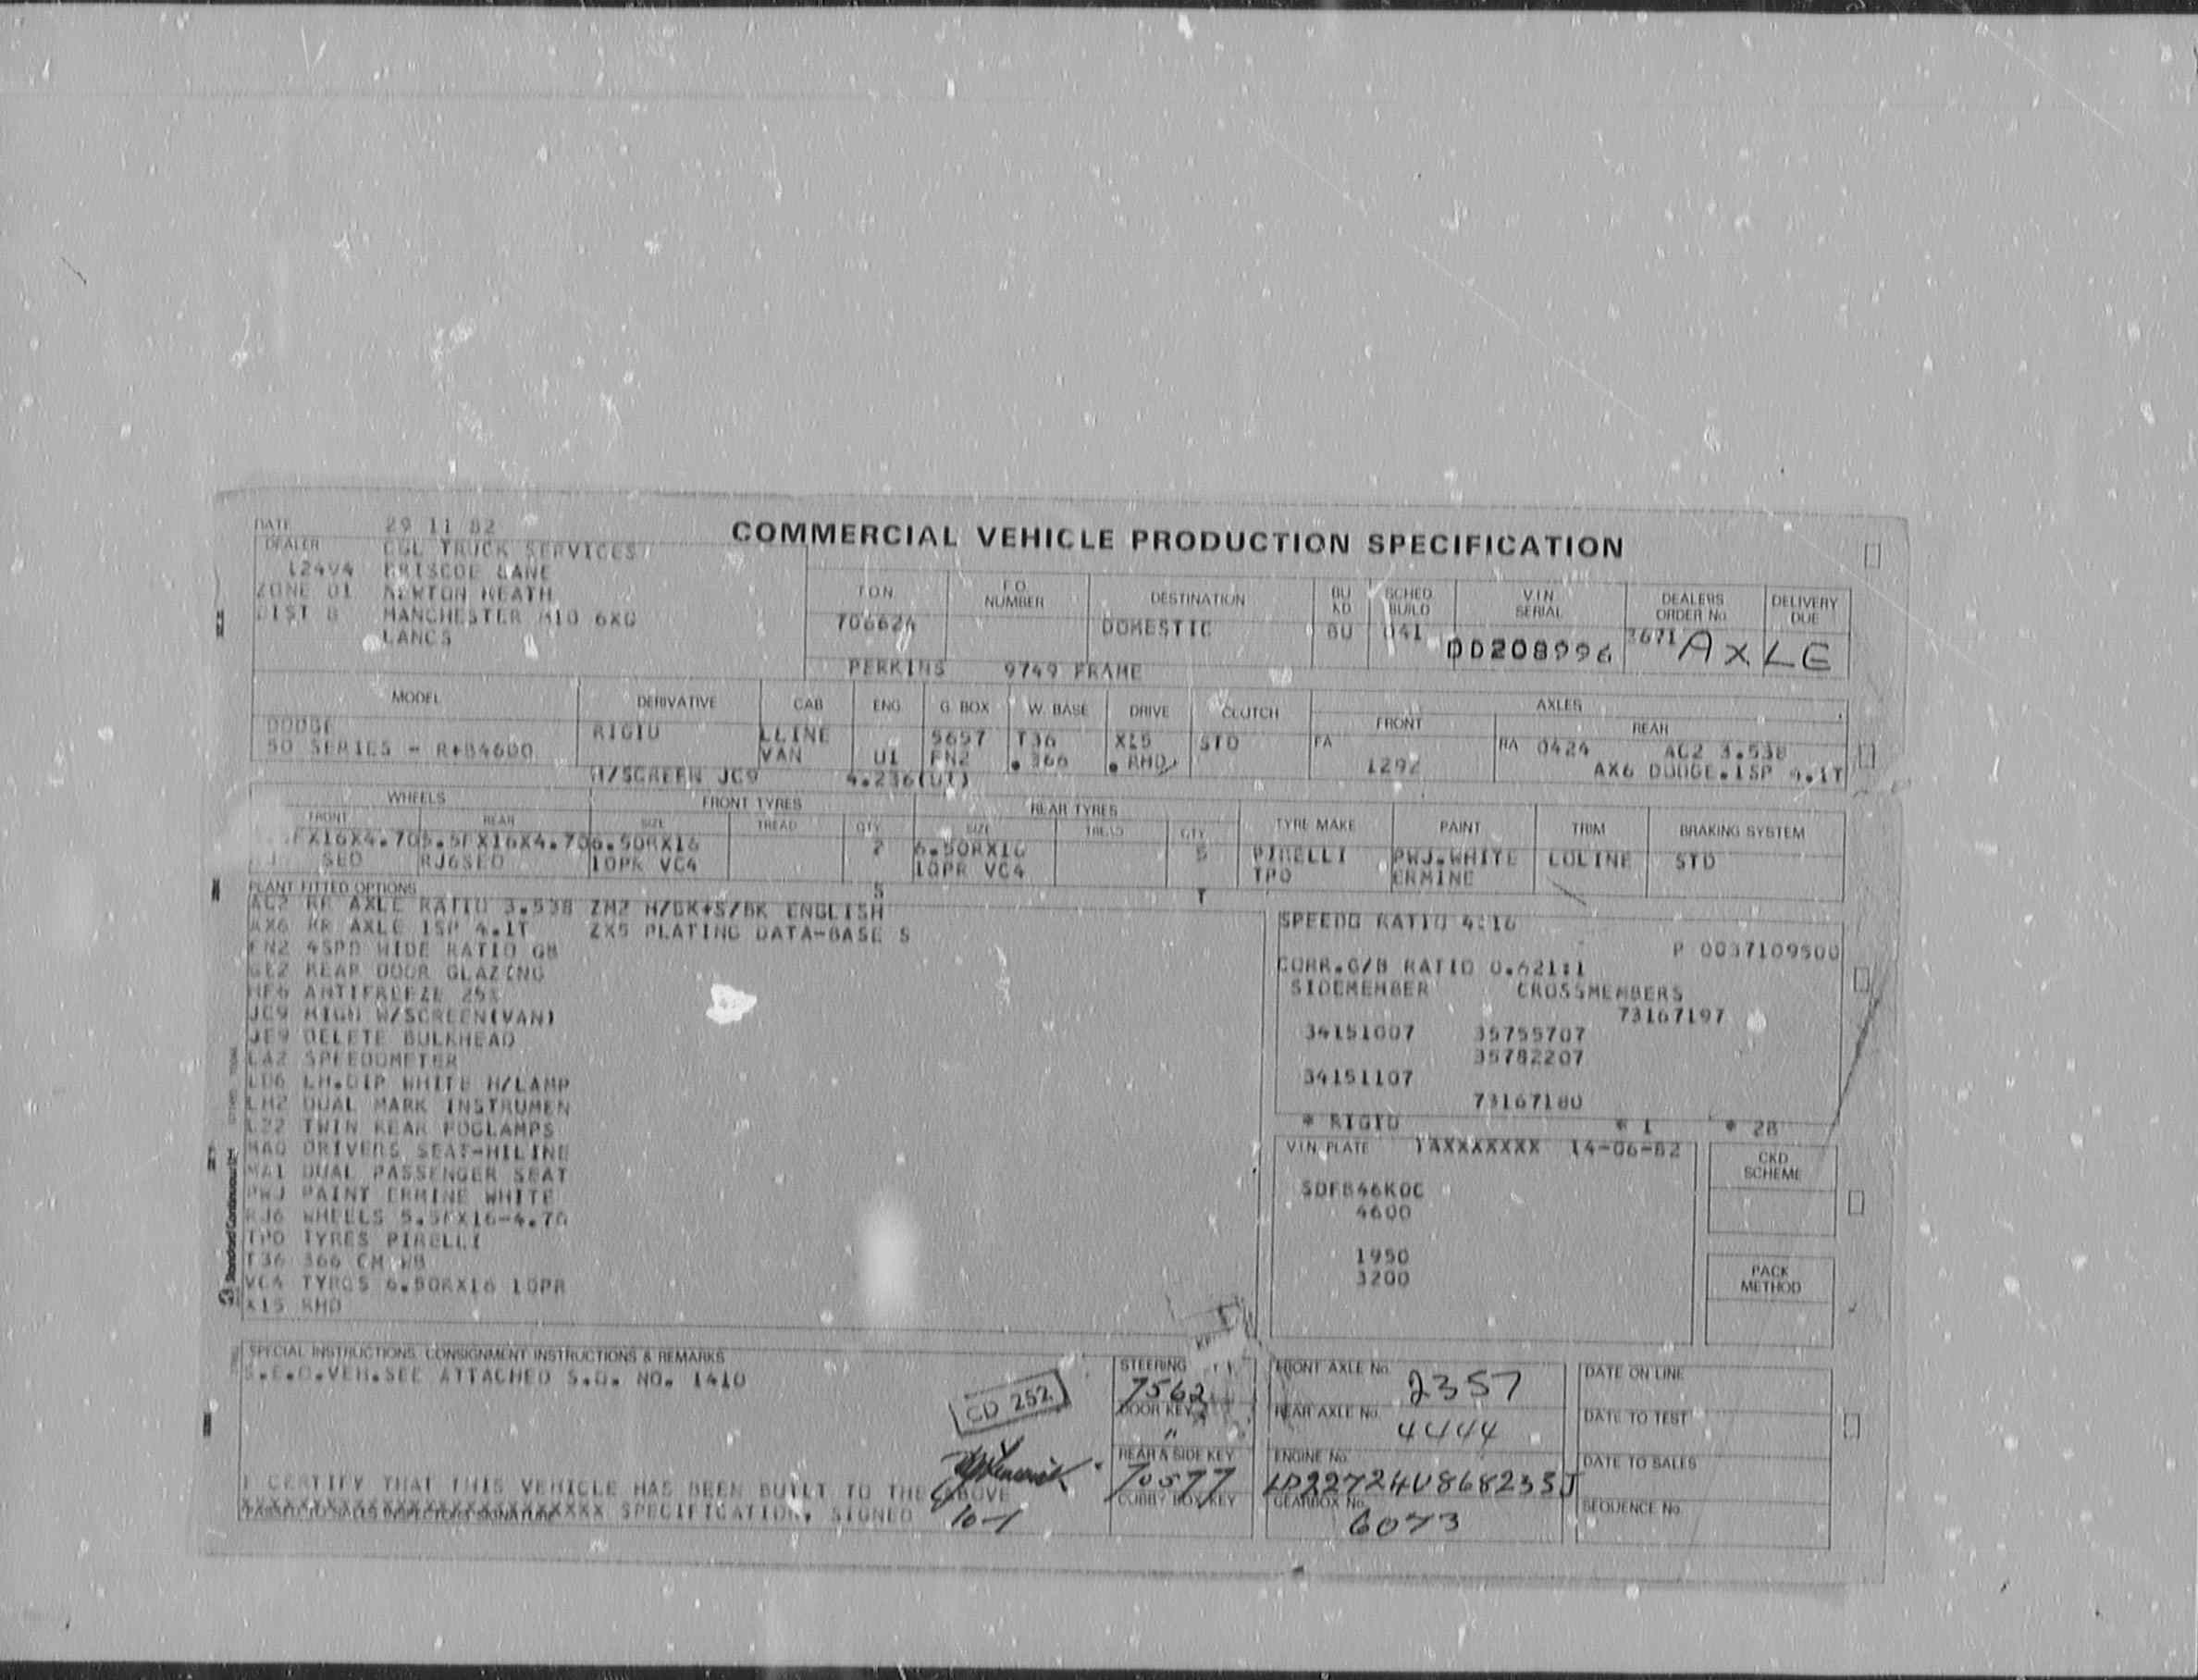 DATE 29 11 82
COMMERCIAL VEHICLE PRODUCTION SPECIFICATION
DEALER TRUCK SERVICES
12494 BRISCOE LANE
ZONE 01 NEWTON HEATH
DIST 8 MANCHESTER M10
LANCS
T.O.N. F.O. NUMBER DESTINATION BU KD SCHED BUILD V.I.N. SERIAL DEALERS ORDER No DELIVERY DUE
70662A DOMESTIC BU 041 DD208996 3671 AXLE
PERKINS 9749 FRAME
MODEL DERIVATIVE CAB ENG G. BOX W. BASE DRIVE CLUTCH AXLES
FRONT REAR
DODGE RIGID LLINE 5657 T36 X15 STD FA RA 0424 AC2 3.538
50 SERIES - R+B4600 VAN U1 FN2 . 366 . RHD 1292 AX6 DODGE.1SP 4.1T
W/SCREEN JC9 4.236(U1)
WHEELS FRONT TYRES REAR TYRES
FRONT REAR SIZE TREAD QTY SIZE TREAD QTY TYRE MAKE PAINT TRIM BRAKING SYSTEM
FX16X4.70 5.5FX16X4.70 6.50RX16 2 6.50RX16 5 PIRELLI PWJ.WHITE LOLINE STD
SED RJ6SED 10PR VC4 10PR VC4 TPO ERMINE
PLANT FITTED OPTIONS S T
AC2 RR AXLE RATIO 3.538 ZM2 H/BK+S/BK ENGLISH
AX6 RR AXLE 1SP 4.1T ZX5 PLATING DATA-BASE S
FN2 4SPD WIDE RATIO GB
GE2 REAR DOOR GLAZING
HF6 ANTIFREEZE 25%
JC9 HIGH W/SCREEN(VAN)
JE9 DELETE BULKHEAD
LA2 SPEEDOMETER
LD6 LH.DIP WHITE H/LAMP
LH2 DUAL MARK INSTRUMEN
LZ2 TWIN REAR FOGLAMPS
MA0 DRIVERS SEAT-HILINE
MA1 DUAL PASSENGER SEAT
PWJ PAINT ERMINE WHITE
RJ6 WHEELS 5.5FX16-4.70
TPO TYRES PIRELLI
T36 366 CM WB
VC4 TYRES 6.50RX16 10PR
X15 RHD
SPEEDO RATIO 4:16
P 0037109500
CORR.G/B RATIO 0.621:1
SIDEMEMBER CROSSMEMBERS
73167197
34151007 35755707
35782207
34151107
73167180
* RIGID * 1 * 28
V.I.N. PLATE 14-06-82 CKD SCHEME
SDFB46K0C
4600
1950 PACK METHOD
3200
SPECIAL INSTRUCTIONS, CONSIGNMENT INSTRUCTIONS & REMARKS
S.E.O.VEH.SEE ATTACHED S.O. NO. 1410
CD 252
STEERING 7562
DOOR KEY "
REAR & SIDE KEY 70577
CUBBY BOX KEY
FRONT AXLE No. 2357
REAR AXLE No. 4444
ENGINE No. LD22724U868235J
GEARBOX No. 6073
DATE ON LINE
DATE TO TEST
DATE TO SALES
SEQUENCE No
I CERTIFY THAT THIS VEHICLE HAS BEEN BUILT TO THE ABOVE
SPECIFICATION, SIGNED
10-1
Standard Continuous